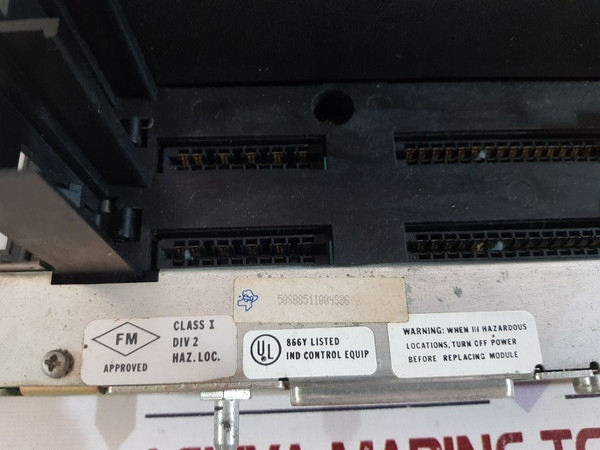 50SB8511004336
FM
APPROVED
CLASS I
DIV 2
HAZ. LOC.
UL
866Y LISTED
IND CONTROL EQUIP
WARNING: WHEN IN HAZARDOUS
LOCATIONS, TURN OFF POWER
BEFORE REPLACING MODULE